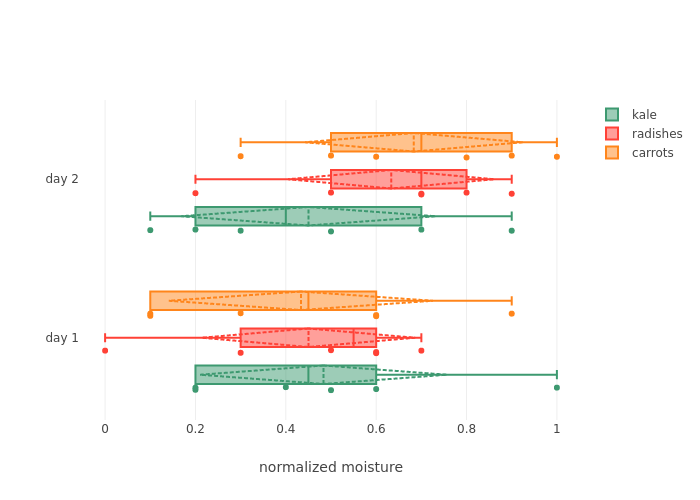 kale
radishes
carrots
day 2
day 1
0
0.2
0.4
0.6
0.8
1
normalized moisture